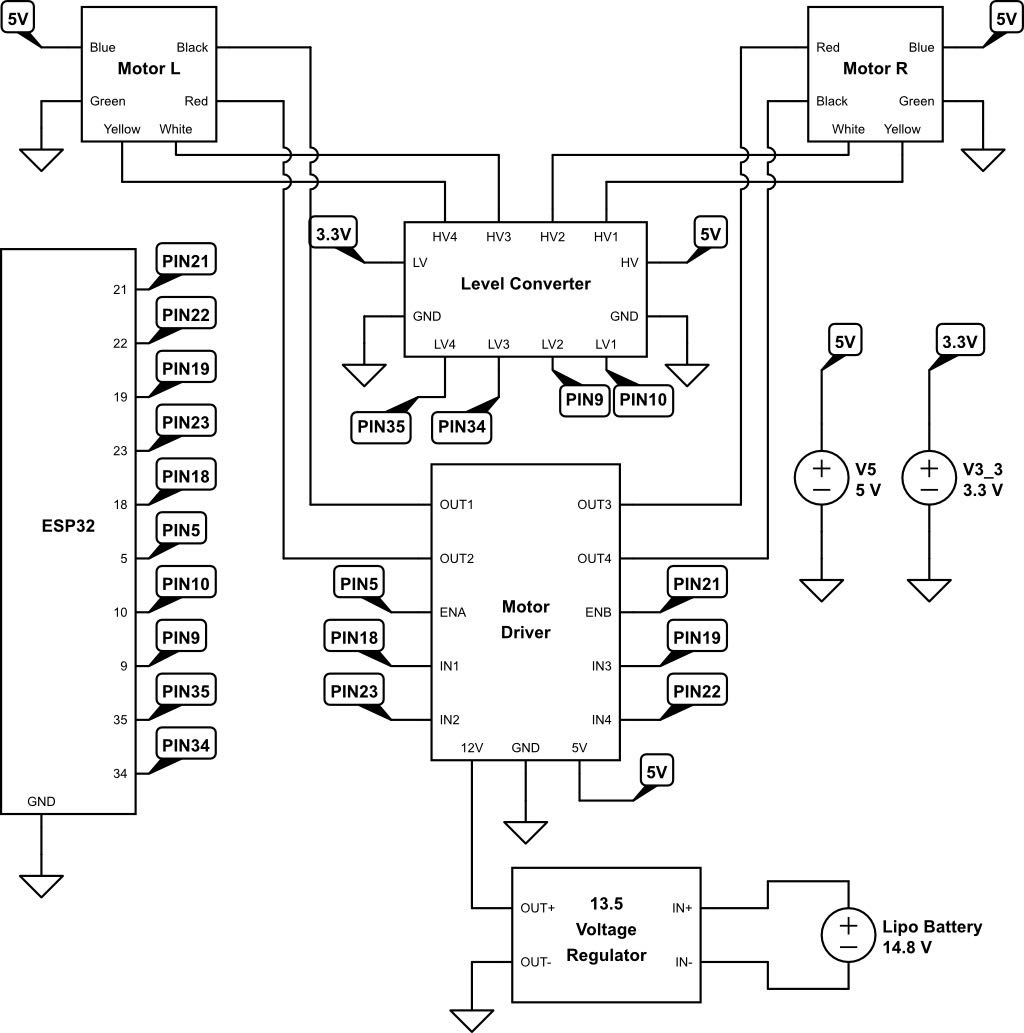 5V
Blue
Black
Motor L
Green
Red
Yellow
White
5V
Red
Blue
Motor R
Black
Green
White
Yellow
3.3V
HV4
HV3
HV2
HV1
5V
LV
HV
Level Converter
GND
GND
LV4
LV3
LV2
LV1
PIN35
PIN34
PIN9
PIN10
21
PIN21
22
PIN22
19
PIN19
23
PIN23
18
PIN18
ESP32
5
PIN5
10
PIN10
9
PIN9
35
PIN35
34
PIN34
GND
5V
V5
5 V
3.3V
V3_3
3.3 V
OUT1
OUT3
OUT2
OUT4
PIN5
ENA
Motor
Driver
ENB
PIN21
PIN18
IN1
IN3
PIN19
PIN23
IN2
IN4
PIN22
12V
GND
5V
5V
OUT+
13.5
Voltage
Regulator
IN+
OUT-
IN-
Lipo Battery
14.8 V